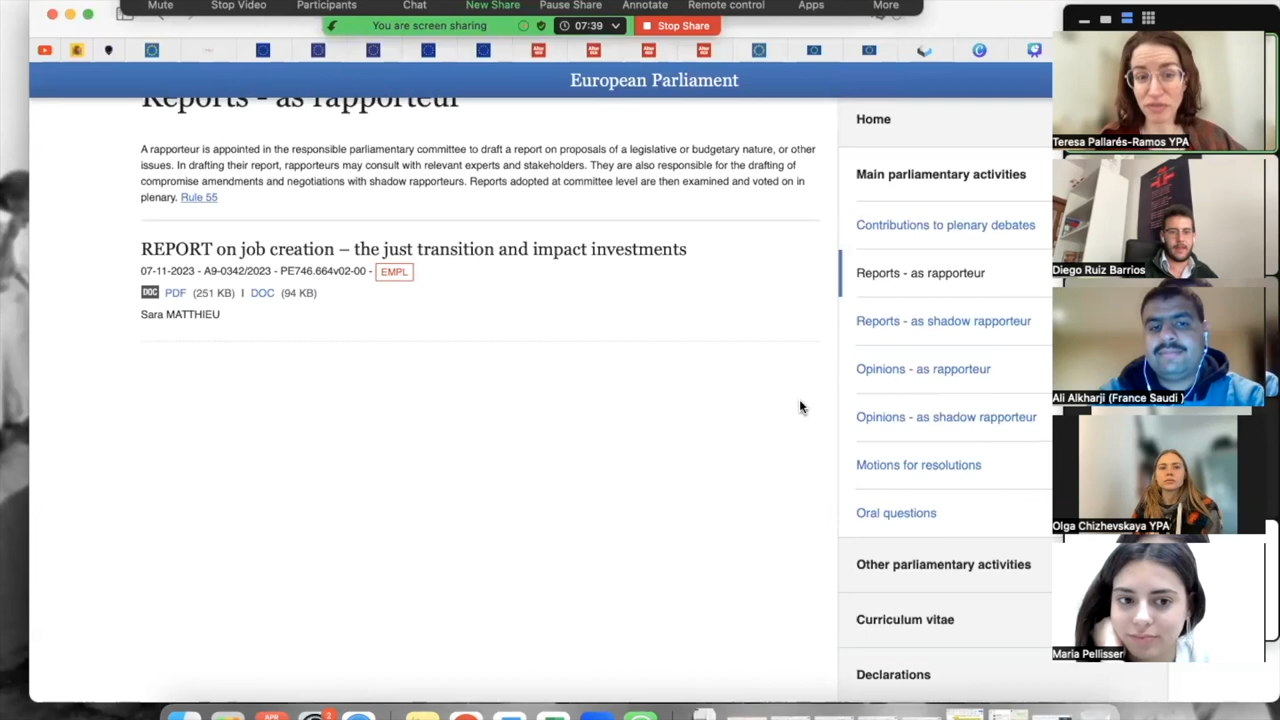 Mute Stop Video Participants Chat New Share Pause Share Annotate Remote control Apps More
You are screen sharing 07:39 Stop Share
European Parliament
Reports - as rapporteur
A rapporteur is appointed in the responsible parliamentary committee to draft a report on proposals of a legislative or budgetary nature, or other
issues. In drafting their report, rapporteurs may consult with relevant experts and stakeholders. They are also responsible for the drafting of
compromise amendments and negotiations with shadow rapporteurs. Reports adopted at committee level are then examined and voted on in
plenary. Rule 55
REPORT on job creation – the just transition and impact investments
07-11-2023 - A9-0342/2023 - PE746.664v02-00 - EMPL
DOC PDF (251 KB) I DOC (94 KB)
Sara MATTHIEU
Home
Main parliamentary activities
Contributions to plenary debates
Reports - as rapporteur
Reports - as shadow rapporteur
Opinions - as rapporteur
Opinions - as shadow rapporteur
Motions for resolutions
Oral questions
Other parliamentary activities
Curriculum vitae
Declarations
Teresa Pallarés-Ramos YPA
Diego Ruiz Barrios
Ali Alkharji (France Saudi )
Olga Chizhevskaya YPA
Maria Pellisser
APR
2